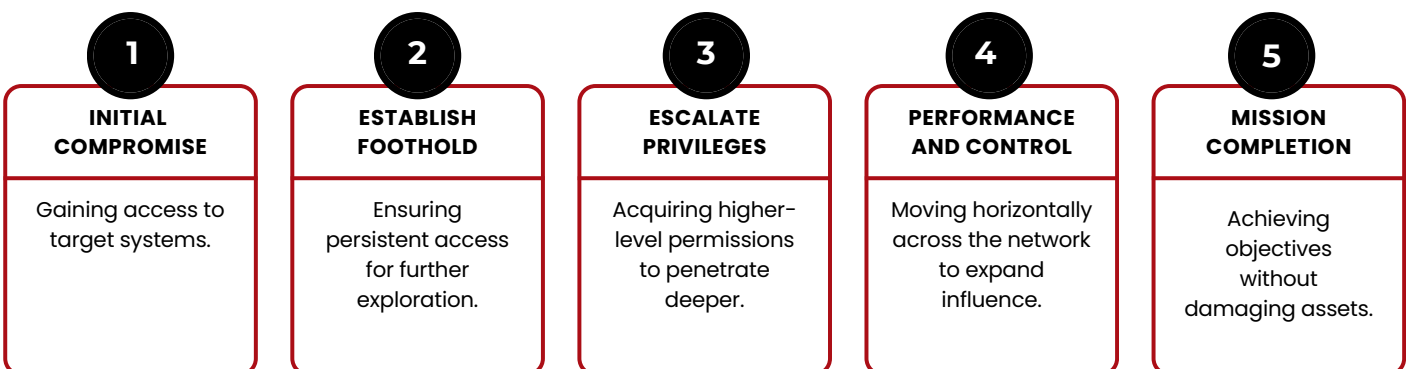 1
INITIAL
COMPROMISE
Gaining access to
target systems.
2
ESTABLISH
FOOTHOLD
Ensuring
persistent access
for further
exploration.
3
ESCALATE
PRIVILEGES
Acquiring higher-
level permissions
to penetrate
deeper.
4
PERFORMANCE
AND CONTROL
Moving horizontally
across the network
to expand
influence.
5
MISSION
COMPLETION
Achieving
objectives
without
damaging assets.